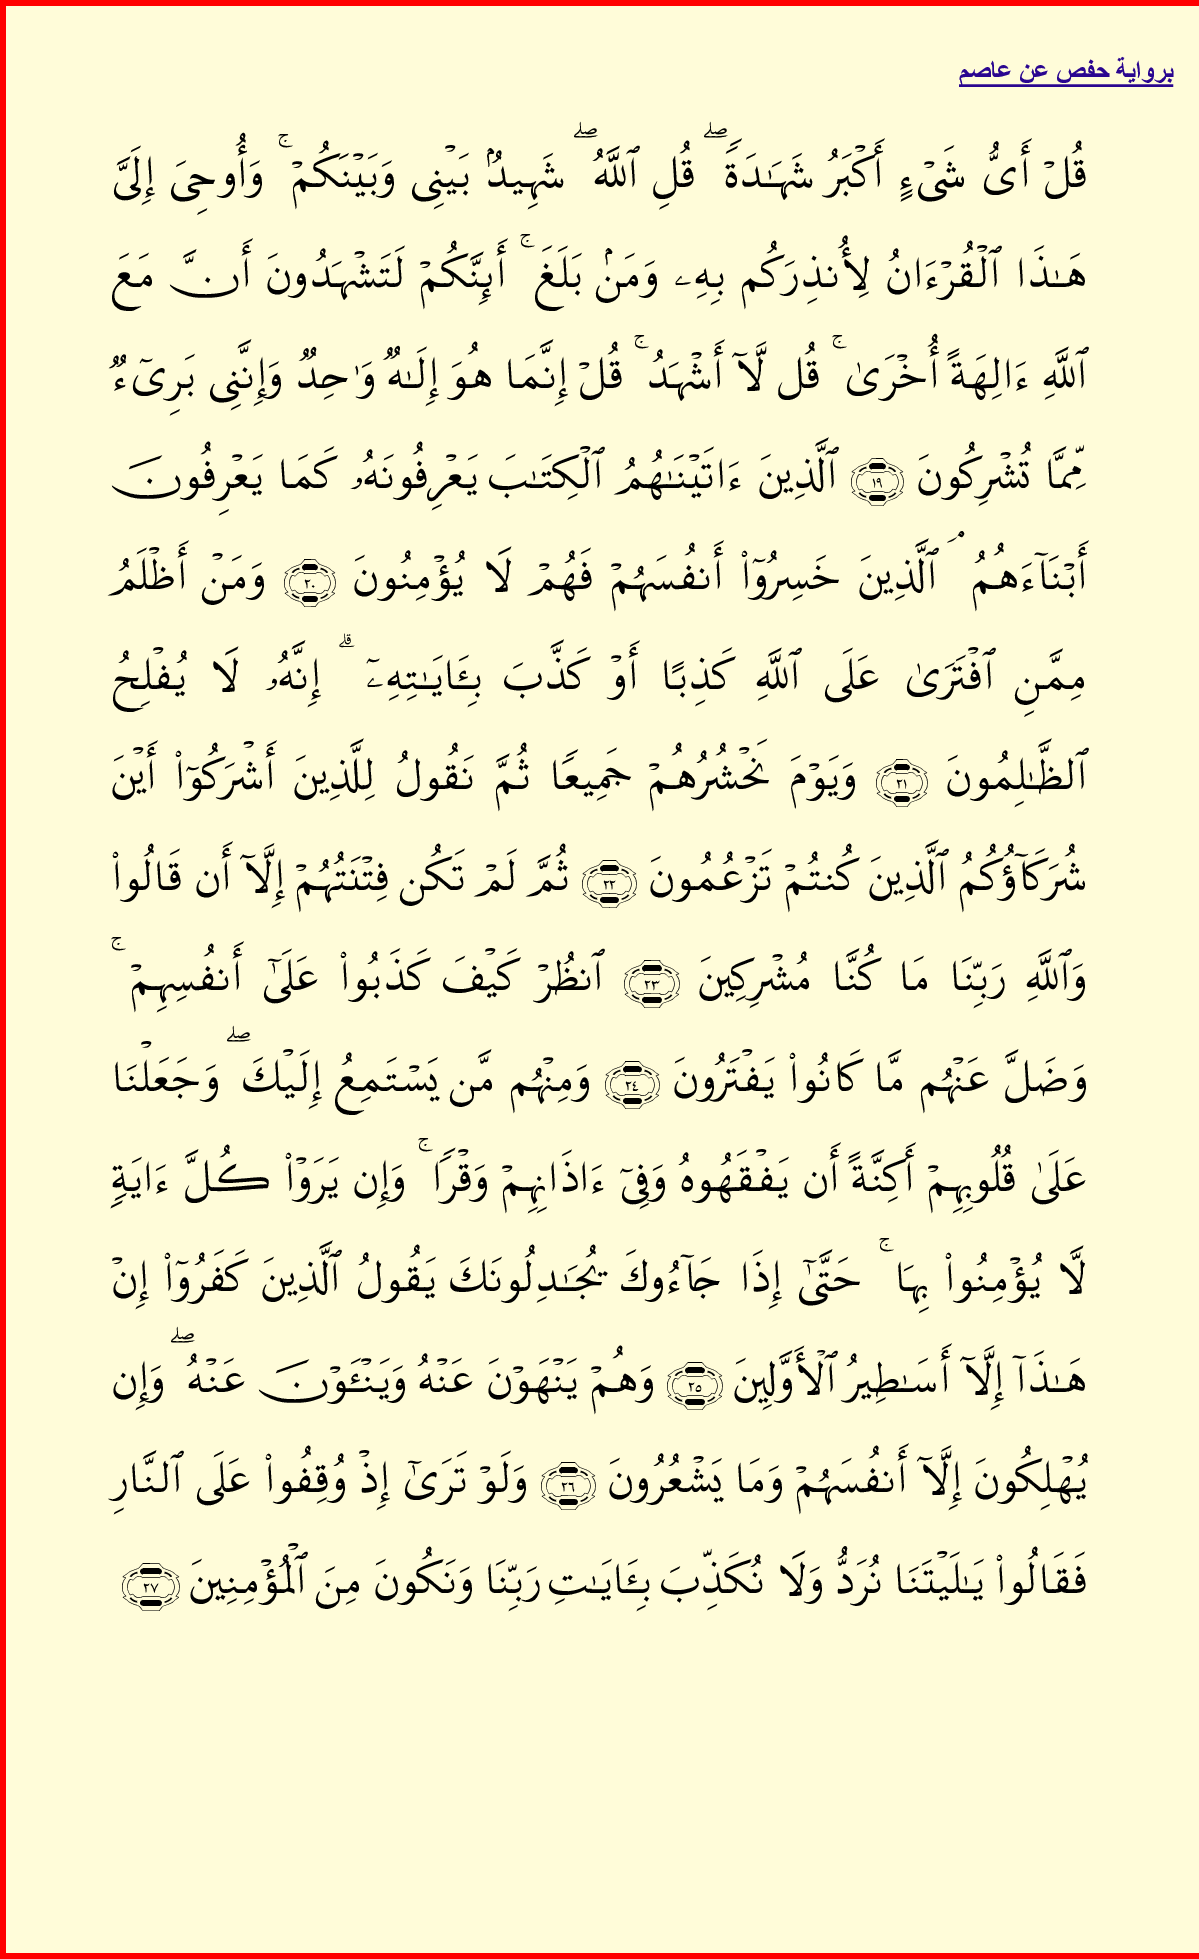 برواية حفص عن عاصم
قُلۡ أَىُّ شَىۡءٍ أَكۡبَرُ شَهَـٰدَةً ۖ قُلِ ٱللَّهُ ۖ شَهِيدُۢ بَيۡنِى وَبَيۡنَكُمۡ ۚ وَأُوحِىَ إِلَىَّ
هَـٰذَا ٱلۡقُرۡءَانُ لِأُنذِرَكُم بِهِۦ وَمَنۢ بَلَغَ ۚ أَئِنَّكُمۡ لَتَشۡهَدُونَ أَنَّ مَعَ
ٱللَّهِ ءَالِهَةً أُخۡرَىٰ ۚ قُل لَّآ أَشۡهَدُ ۚ قُلۡ إِنَّمَا هُوَ إِلَـٰهٌ وَٰحِدٌ وَإِنَّنِى بَرِىٓءٌ
مِّمَّا تُشۡرِكُونَ ١٩ ٱلَّذِينَ ءَاتَيۡنَـٰهُمُ ٱلۡكِتَـٰبَ يَعۡرِفُونَهُۥ كَمَا يَعۡرِفُونَ
أَبۡنَآءَهُمُ ۘ ٱلَّذِينَ خَسِرُوٓا۟ أَنفُسَهُمۡ فَهُمۡ لَا يُؤۡمِنُونَ ٢٠ وَمَنۡ أَظۡلَمُ
مِمَّنِ ٱفۡتَرَىٰ عَلَى ٱللَّهِ كَذِبًا أَوۡ كَذَّبَ بِـَٔايَـٰتِهِۦٓ ۗ إِنَّهُۥ لَا يُفۡلِحُ
ٱلظَّـٰلِمُونَ ٢١ وَيَوۡمَ نَحۡشُرُهُمۡ جَمِيعًا ثُمَّ نَقُولُ لِلَّذِينَ أَشۡرَكُوٓا۟ أَيۡنَ
شُرَكَآؤُكُمُ ٱلَّذِينَ كُنتُمۡ تَزۡعُمُونَ ٢٢ ثُمَّ لَمۡ تَكُن فِتۡنَتُهُمۡ إِلَّآ أَن قَالُوا۟
وَٱللَّهِ رَبِّنَا مَا كُنَّا مُشۡرِكِينَ ٢٣ ٱنظُرۡ كَيۡفَ كَذَبُوا۟ عَلَىٰٓ أَنفُسِهِمۡ ۚ
وَضَلَّ عَنۡهُم مَّا كَانُوا۟ يَفۡتَرُونَ ٢٤ وَمِنۡهُم مَّن يَسۡتَمِعُ إِلَيۡكَ ۖ وَجَعَلۡنَا
عَلَىٰ قُلُوبِهِمۡ أَكِنَّةً أَن يَفۡقَهُوهُ وَفِىٓ ءَاذَانِهِمۡ وَقۡرًا ۚ وَإِن يَرَوۡا۟ كُلَّ ءَايَةٍ
لَّا يُؤۡمِنُوا۟ بِهَا ۚ حَتَّىٰٓ إِذَا جَآءُوكَ يُجَـٰدِلُونَكَ يَقُولُ ٱلَّذِينَ كَفَرُوٓا۟ إِنۡ
هَـٰذَآ إِلَّآ أَسَـٰطِيرُ ٱلۡأَوَّلِينَ ٢٥ وَهُمۡ يَنۡهَوۡنَ عَنۡهُ وَيَنۡـَٔوۡنَ عَنۡهُ ۖ وَإِن
يُهۡلِكُونَ إِلَّآ أَنفُسَهُمۡ وَمَا يَشۡعُرُونَ ٢٦ وَلَوۡ تَرَىٰٓ إِذۡ وُقِفُوا۟ عَلَى ٱلنَّارِ
فَقَالُوا۟ يَـٰلَيۡتَنَا نُرَدُّ وَلَا نُكَذِّبَ بِـَٔايَـٰتِ رَبِّنَا وَنَكُونَ مِنَ ٱلۡمُؤۡمِنِينَ ٢٧